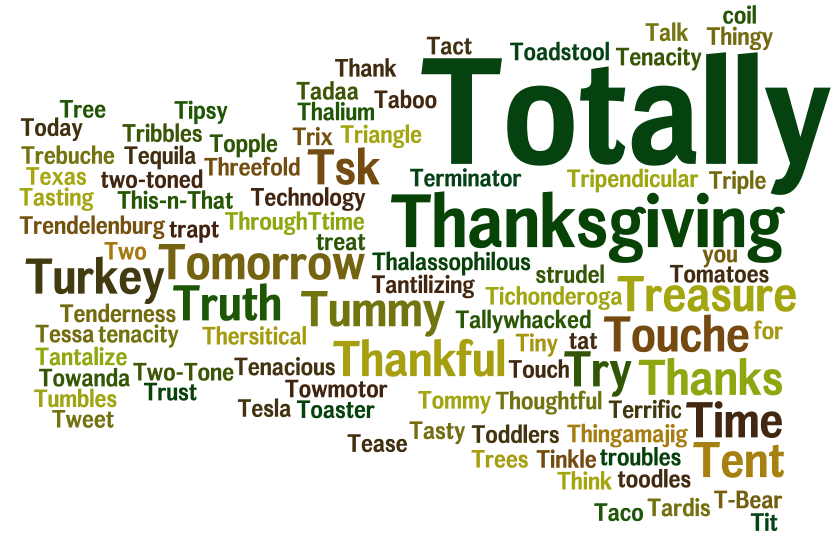 coil
Talk Thingy
Tact Toadstool Tenacity
Thank Totally
Tadaa Taboo
Tree Tipsy Thalium
Today Tribbles Topple Trix Triangle
Trebuche Tequila Threefold Tsk
Texas two-toned Terminator Tripendicular Triple
Tasting This-n-That Technology Thanksgiving
Trendelenburg trapt ThroughTtime
treat
Two Tomorrow Thalassophilous you
Turkey Tantilizing strudel Tomatoes
Tenderness Truth Tummy Tichonderoga Treasure
Tessa tenacity Thersitical Tallywhacked Touche for
Tantalize Thankful Tiny tat
Towanda Two-Tone Tenacious Touch Try Thanks
Tumbles Trust Towmotor
Tweet Tesla Toaster Tommy Thoughtful Terrific Time
Tease Tasty Toddlers Thingamajig
Trees Tinkle troubles Tent
Think toodles
Taco Tardis T-Bear
Tit